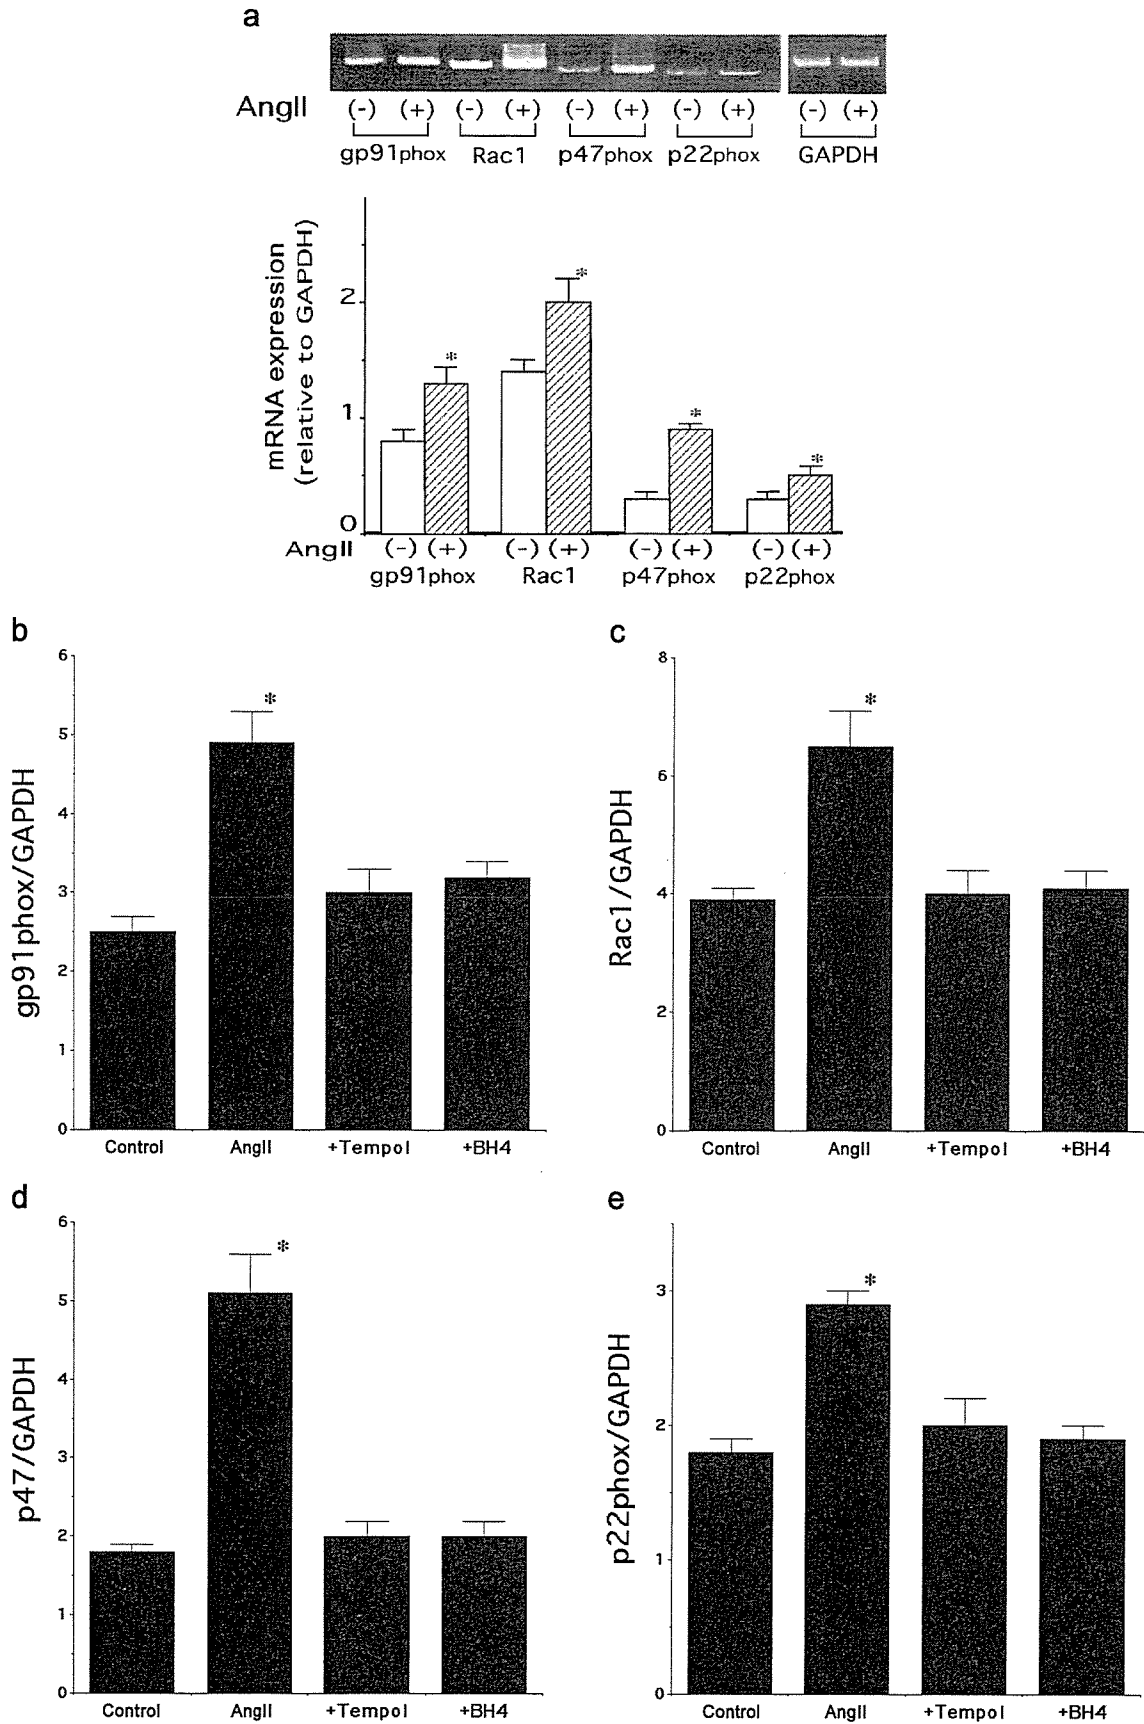 a
AngII (-) (+) (-) (+) (-) (+) (-) (+) (-) (+)
gp91phox Rac1 p47phox p22phox GAPDH
mRNA expression
(relative to GAPDH)
2
1
0
* * * *
AngII (-) (+) (-) (+) (-) (+) (-) (+)
gp91phox Rac1 p47phox p22phox
b
gp91phox/GAPDH
6
5
4
3
2
1
0
*
Control AngII +Tempol +BH4
c
Rac1/GAPDH
8
6
4
2
0
*
Control AngII +Tempol +BH4
d
p47/GAPDH
6
5
4
3
2
1
0
*
Control AngII +Tempol +BH4
e
p22phox/GAPDH
3
2
1
0
*
Control AngII +Tempol +BH4